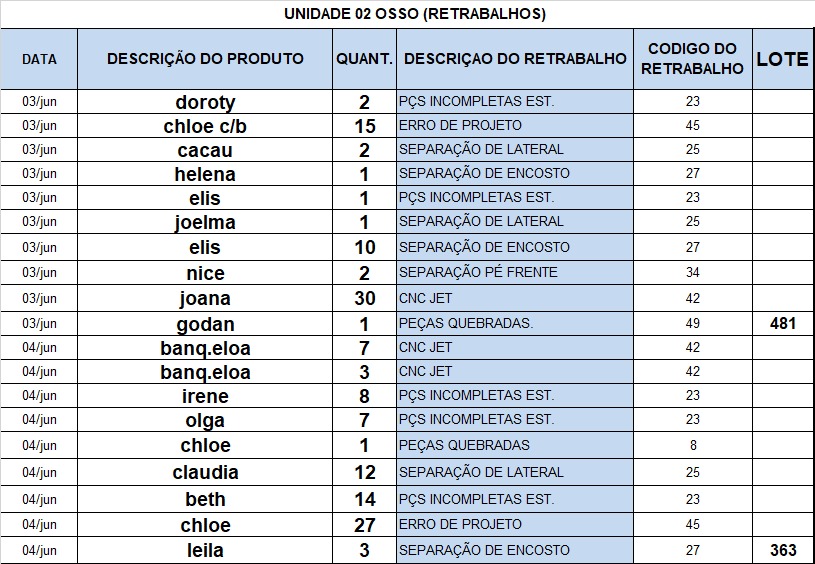 UNIDADE 02 OSSO (RETRABALHOS)
DATA DESCRIÇÃO DO PRODUTO QUANT. DESCRIÇAO DO RETRABALHO CODIGO DO RETRABALHO LOTE
03/jun doroty 2 PÇS INCOMPLETAS EST. 23
03/jun chloe c/b 15 ERRO DE PROJETO 45
03/jun cacau 2 SEPARAÇÃO DE LATERAL 25
03/jun helena 1 SEPARAÇÃO DE ENCOSTO 27
03/jun elis 1 PÇS INCOMPLETAS EST. 23
03/jun joelma 1 SEPARAÇÃO DE LATERAL 25
03/jun elis 10 SEPARAÇÃO DE ENCOSTO 27
03/jun nice 2 SEPARAÇÃO PÉ FRENTE 34
03/jun joana 30 CNC JET 42
03/jun godan 1 PEÇAS QUEBRADAS. 49 481
04/jun banq.eloa 7 CNC JET 42
04/jun banq.eloa 3 CNC JET 42
04/jun irene 8 PÇS INCOMPLETAS EST. 23
04/jun olga 7 PÇS INCOMPLETAS EST. 23
04/jun chloe 1 PEÇAS QUEBRADAS 8
04/jun claudia 12 SEPARAÇÃO DE LATERAL 25
04/jun beth 14 PÇS INCOMPLETAS EST. 23
04/jun chloe 27 ERRO DE PROJETO 45
04/jun leila 3 SEPARAÇÃO DE ENCOSTO 27 363